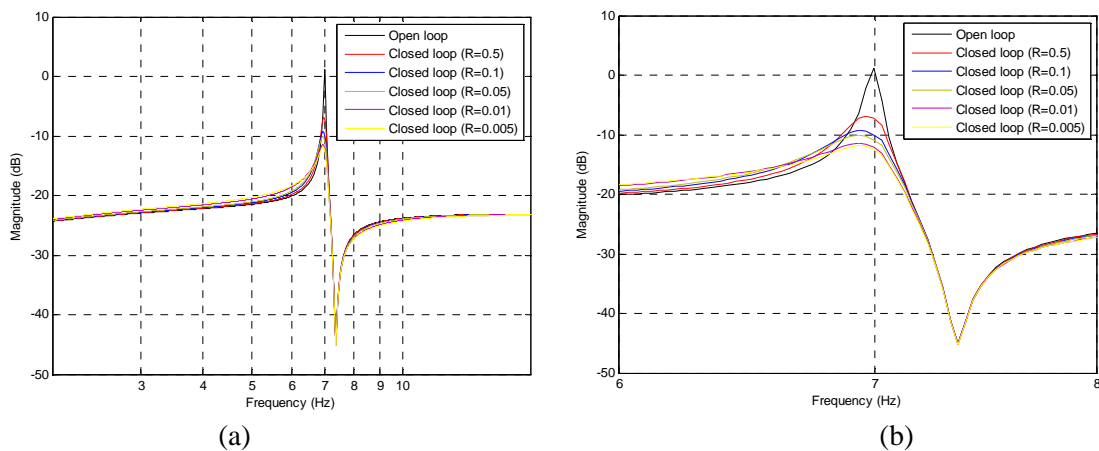 10
0
-10
-20
-30
-40
-50
Magnitude (dB)
3 4 5 6 7 8 9 10
Frequency (Hz)
Open loop
Closed loop (R=0.5)
Closed loop (R=0.1)
Closed loop (R=0.05)
Closed loop (R=0.01)
Closed loop (R=0.005)
(a)
10
0
-10
-20
-30
-40
-50
Magnitude (dB)
6 7 8
Frequency (Hz)
Open loop
Closed loop (R=0.5)
Closed loop (R=0.1)
Closed loop (R=0.05)
Closed loop (R=0.01)
Closed loop (R=0.005)
(b)